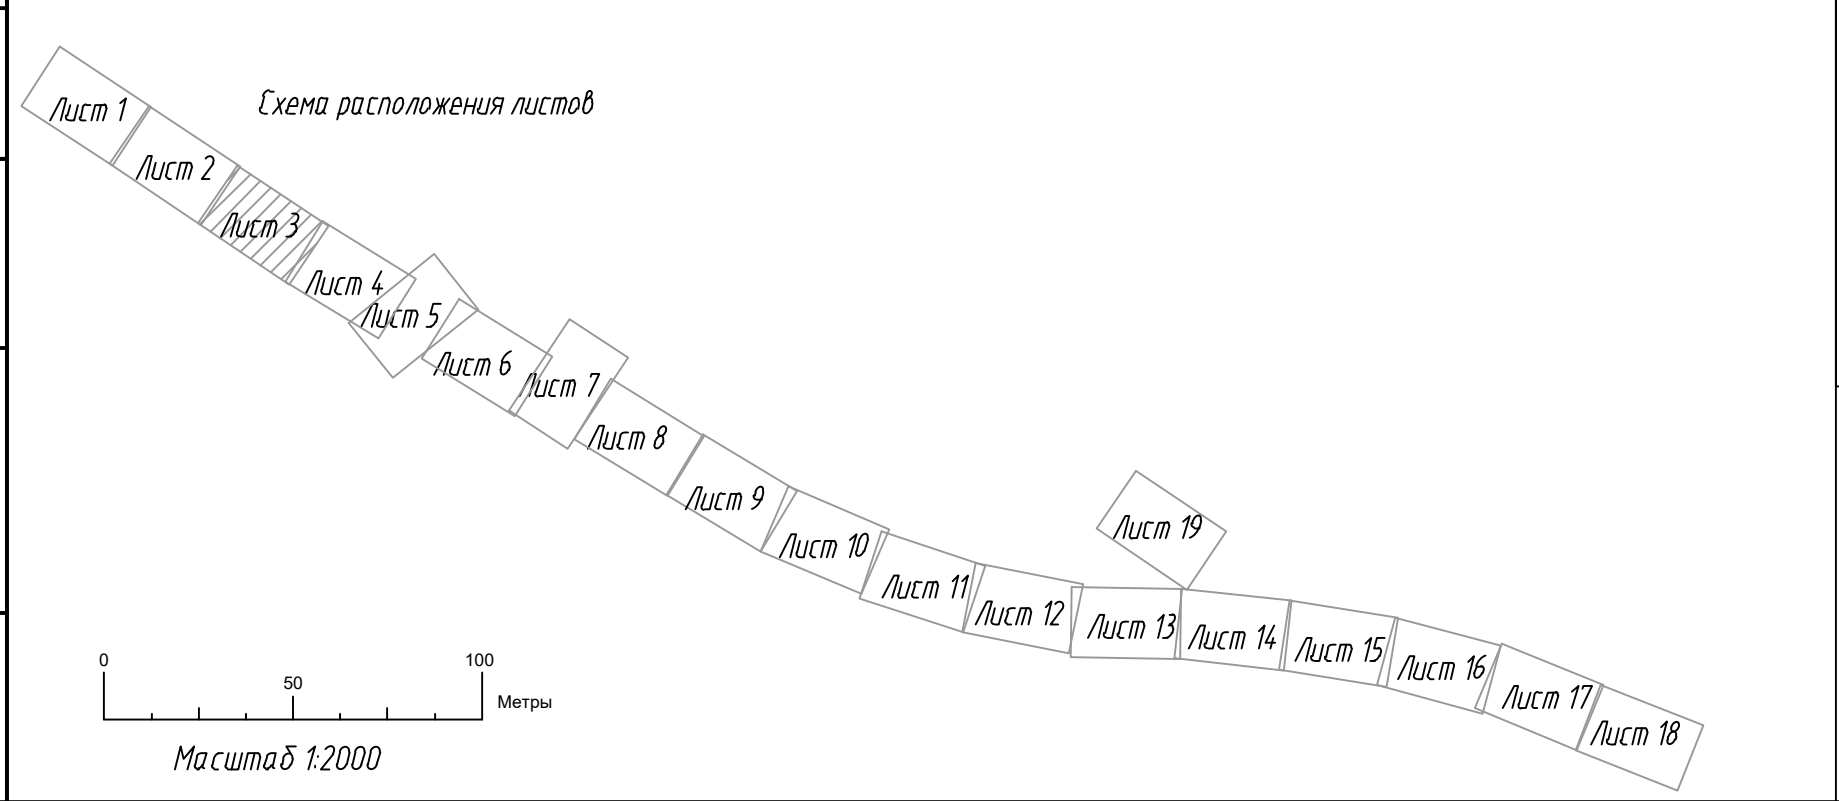 Схема расположения листов
Лист 1
Лист 2
Лист 3
Лист 4
Лист 5
Лист 6
Лист 7
Лист 8
Лист 9
Лист 10
Лист 11
Лист 12
Лист 13
Лист 14
Лист 15
Лист 16
Лист 17
Лист 18
Лист 19
0 50 100
Метры
Масштаб 1:2000